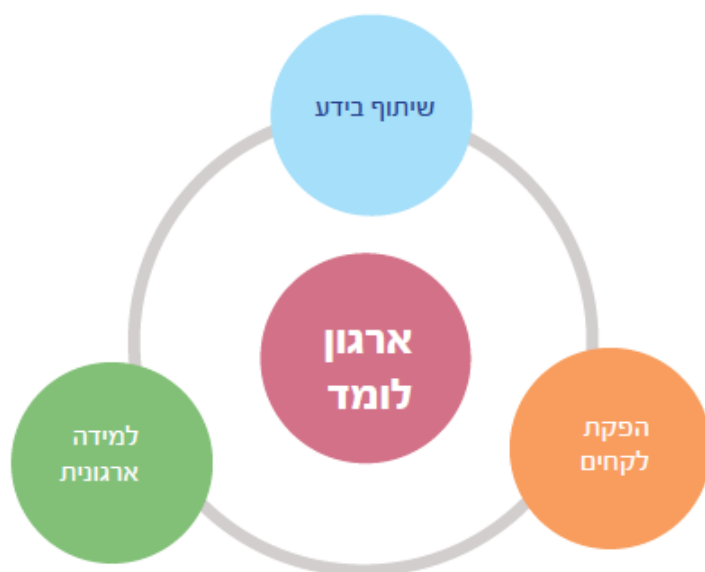 שיתוף בידע
ארגון
לומד
הפקת
לקחים
למידה
ארגונית